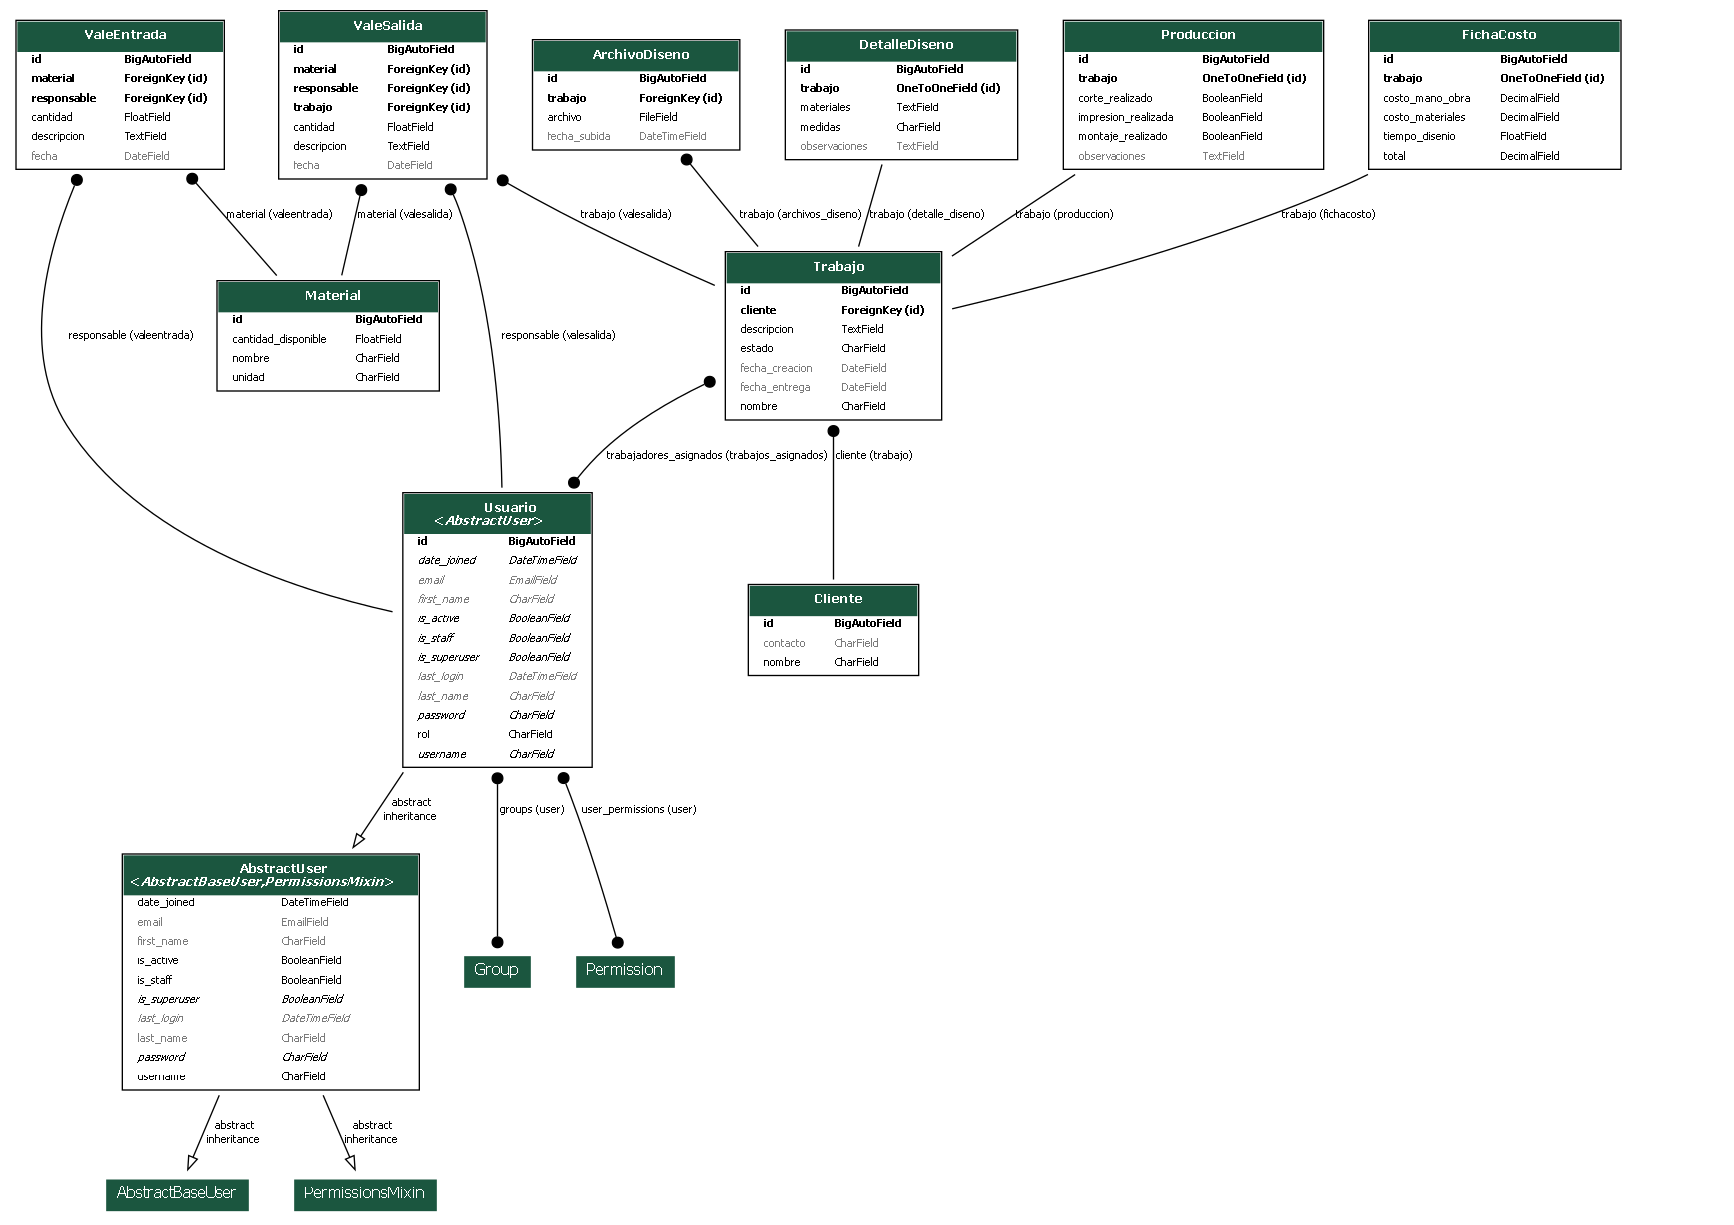 ValeEntrada
id BigAutoField
material ForeignKey (id)
responsable ForeignKey (id)
cantidad FloatField
descripcion TextField
fecha DateField
ValeSalida
id BigAutoField
material ForeignKey (id)
responsable ForeignKey (id)
trabajo ForeignKey (id)
cantidad FloatField
descripcion TextField
fecha DateField
ArchivoDiseno
id BigAutoField
trabajo ForeignKey (id)
archivo FileField
fecha_subida DateTimeField
DetalleDiseno
id BigAutoField
trabajo OneToOneField (id)
materiales TextField
medidas CharField
observaciones TextField
Produccion
id BigAutoField
trabajo OneToOneField (id)
corte_realizado BooleanField
impresion_realizada BooleanField
montaje_realizado BooleanField
observaciones TextField
FichaCosto
id BigAutoField
trabajo OneToOneField (id)
costo_mano_obra DecimalField
costo_materiales DecimalField
tiempo_disenio FloatField
total DecimalField
material (valeentrada)
material (valesalida)
trabajo (valesalida)
trabajo (archivos_diseno)
trabajo (detalle_diseno)
trabajo (produccion)
trabajo (fichacosto)
Material
id BigAutoField
cantidad_disponible FloatField
nombre CharField
unidad CharField
Trabajo
id BigAutoField
cliente ForeignKey (id)
descripcion TextField
estado CharField
fecha_creacion DateField
fecha_entrega DateField
nombre CharField
responsable (valeentrada)
responsable (valesalida)
trabajadores_asignados (trabajos_asignados)
cliente (trabajo)
Usuario
<AbstractUser>
id BigAutoField
date_joined DateTimeField
email EmailField
first_name CharField
is_active BooleanField
is_staff BooleanField
is_superuser BooleanField
last_login DateTimeField
last_name CharField
password CharField
rol CharField
username CharField
Cliente
id BigAutoField
contacto CharField
nombre CharField
abstract
inheritance
groups (user)
user_permissions (user)
AbstractUser
<AbstractBaseUser,PermissionsMixin>
date_joined DateTimeField
email EmailField
first_name CharField
is_active BooleanField
is_staff BooleanField
is_superuser BooleanField
last_login DateTimeField
last_name CharField
password CharField
username CharField
Group
Permission
abstract
inheritance
abstract
inheritance
AbstractBaseUser
PermissionsMixin